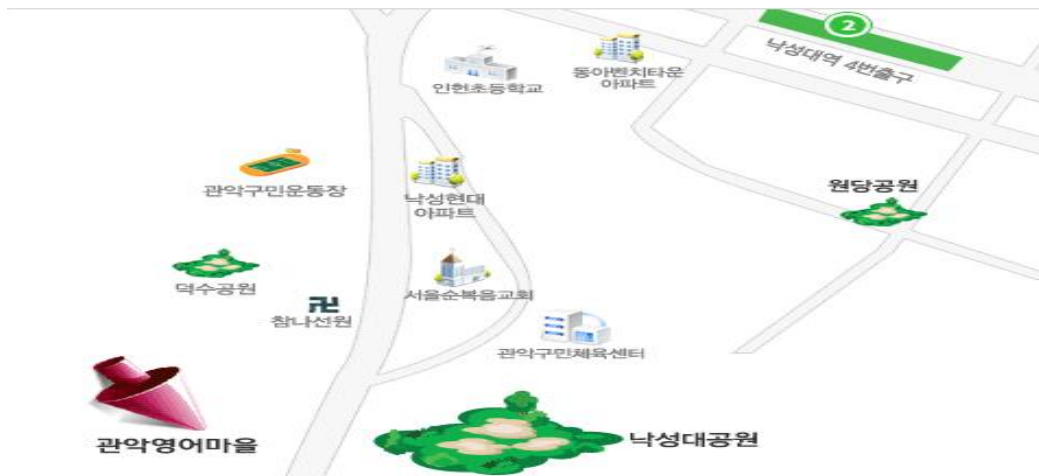 2
낙성대역 4번출구
동아벤치타운
아파트
인헌초등학교
관악구민운동장
낙성현대
아파트
원당공원
덕수공원
서울순복음교회
참나선원
관악구민체육센터
관악영어마을
낙성대공원